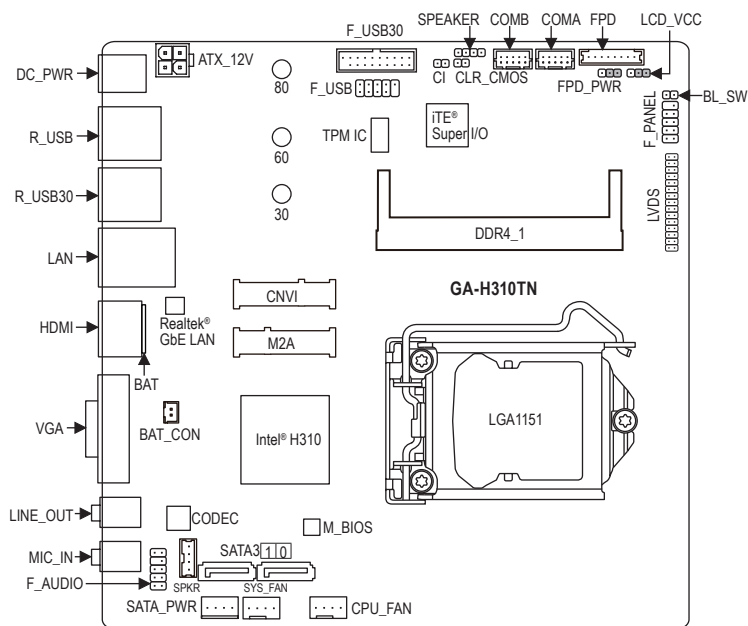 SPEAKER COMB COMA FPD LCD_VCC
F_USB30
ATX_12V
DC_PWR
80
CI CLR_CMOS
FPD_PWR
F_USB
BL_SW
F_PANEL
R_USB
TPM IC
iTE®
Super I/O
60
R_USB30
30
LVDS
DDR4_1
LAN
CNVI
GA-H310TN
HDMI
Realtek®
GbE LAN
M2A
BAT
VGA
BAT_CON
Intel® H310
LGA1151
LINE_OUT
CODEC
M_BIOS
MIC_IN
SATA3 1 0
F_AUDIO
SPKR
SYS_FAN
SATA_PWR
CPU_FAN